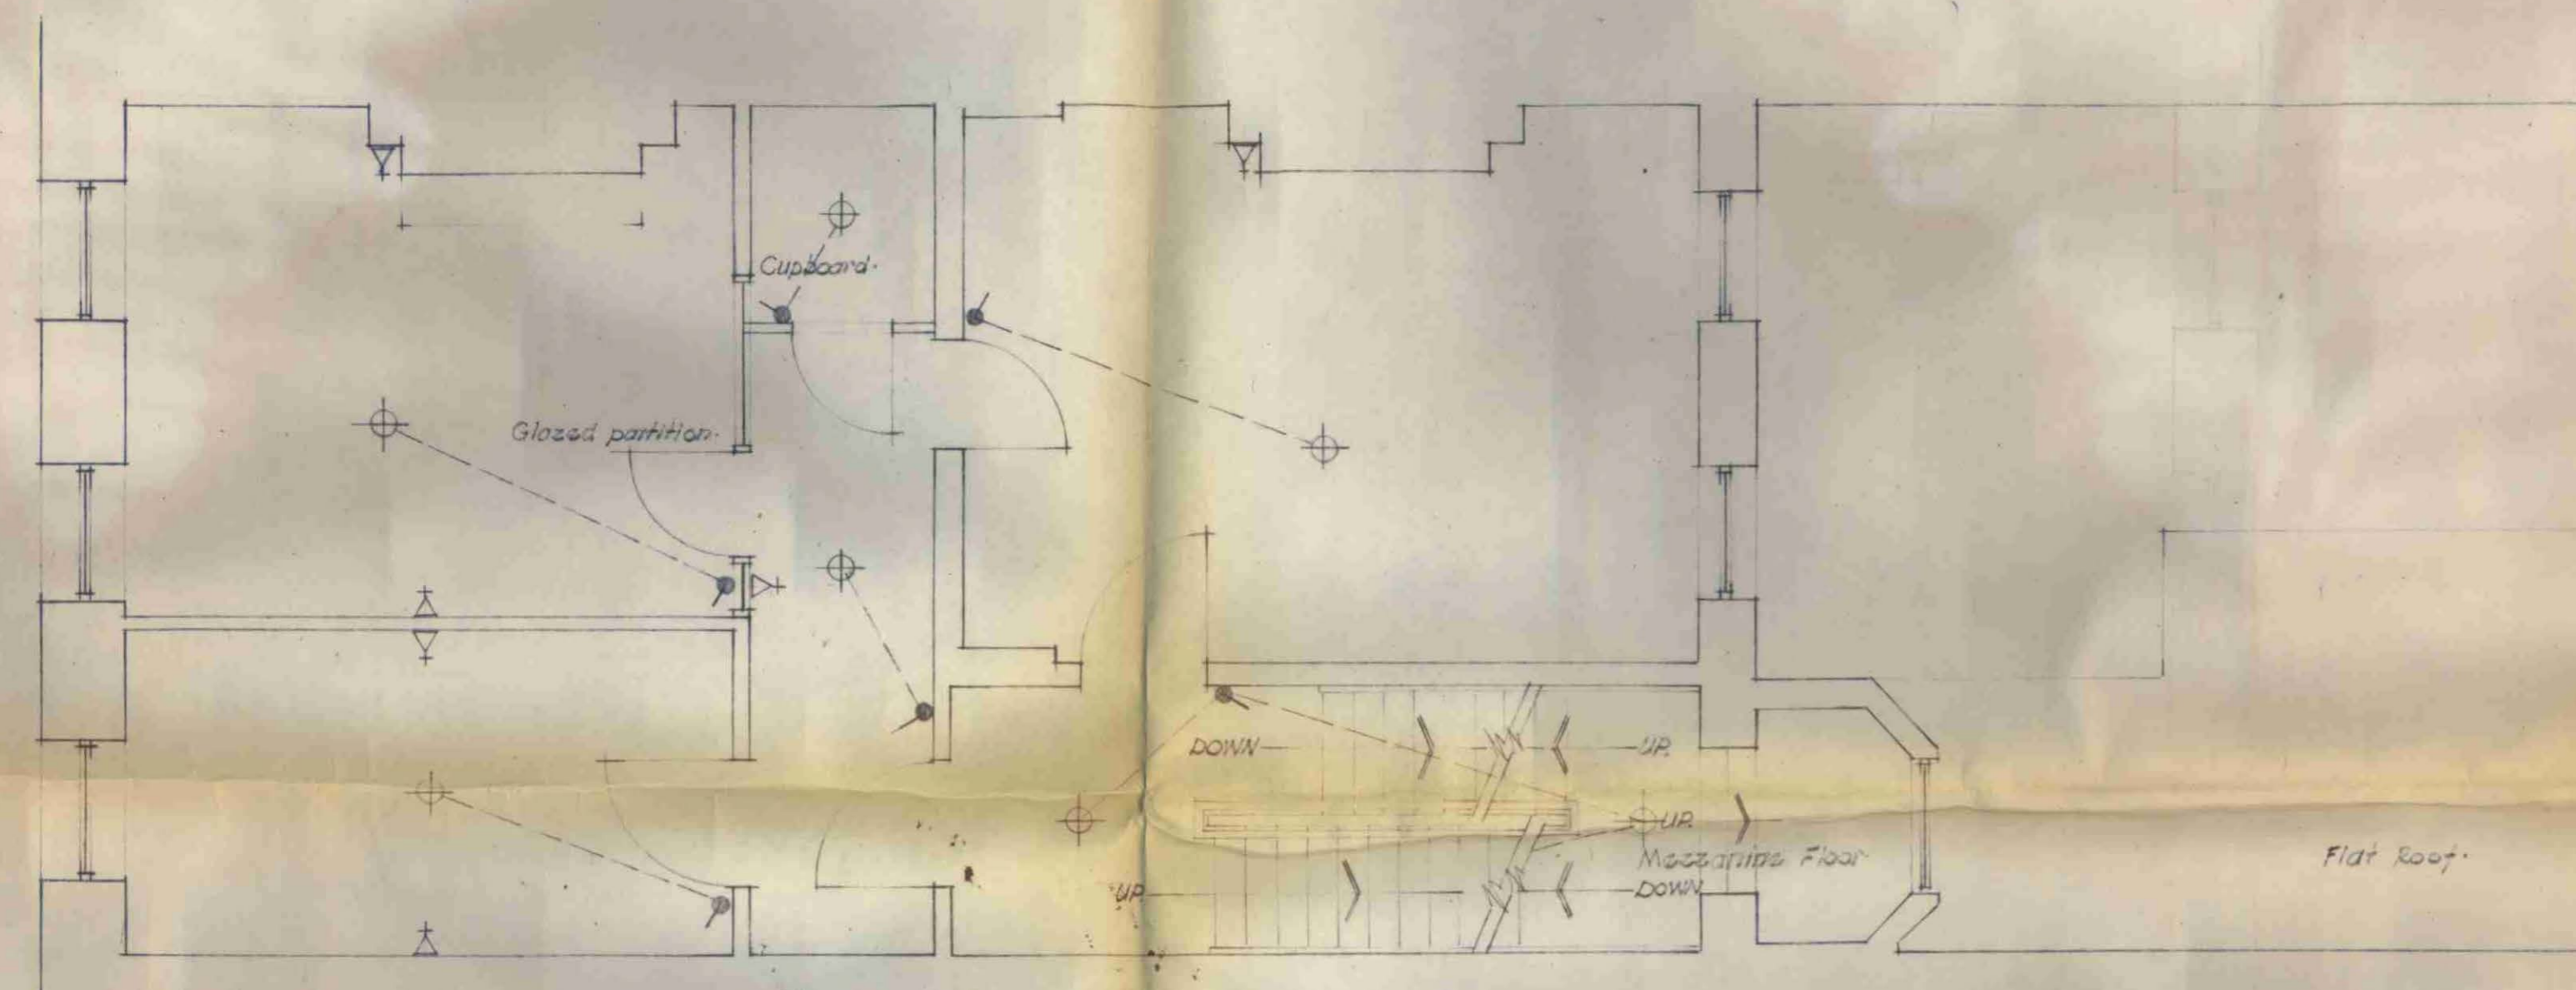 Cupboard.
Glazed partition.
DOWN
UP.
UP.
Mezzanine Floor
UP
DOWN
Flat Roof.